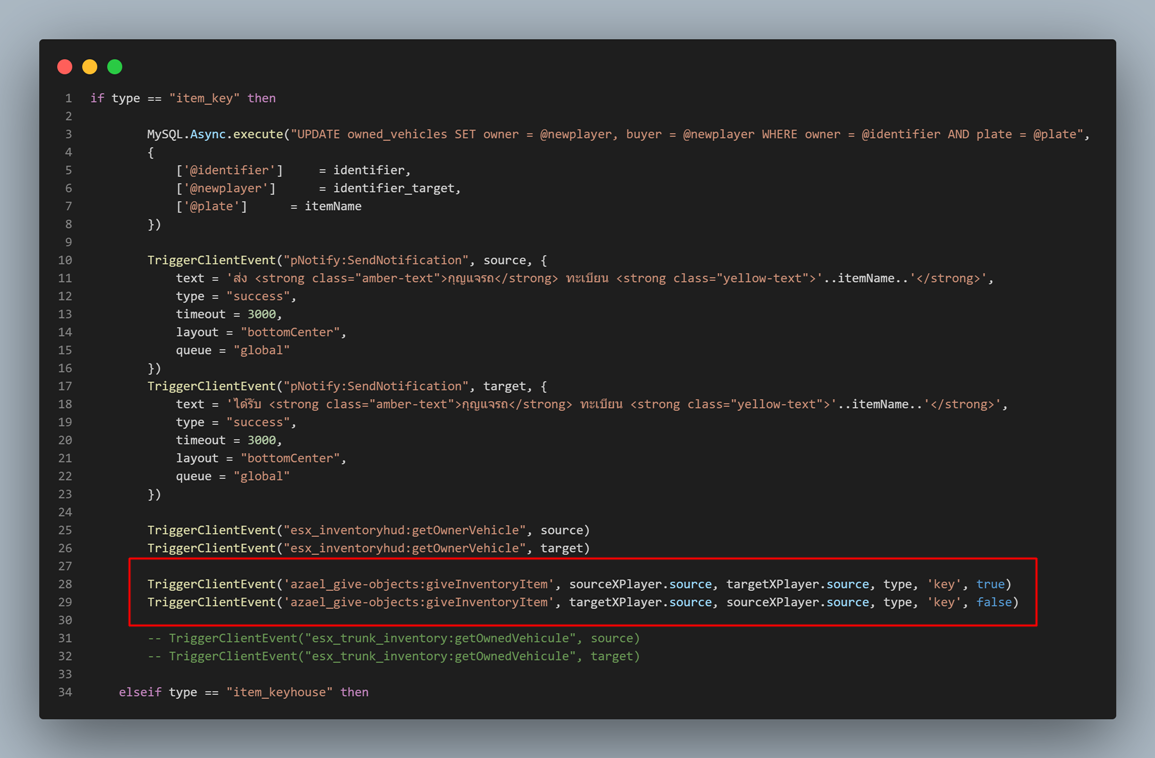 1 if type == "item_key" then
2
3 MySQL.Async.execute("UPDATE owned_vehicles SET owner = @newplayer, buyer = @newplayer WHERE owner = @identifier AND plate = @plate",
4 {
5 ['@identifier'] = identifier,
6 ['@newplayer'] = identifier_target,
7 ['@plate'] = itemName
8 })
9
10 TriggerClientEvent("pNotify:SendNotification", source, {
11 text = 'ส่ง <strong class="amber-text">กุญแจรถ</strong> ทะเบียน <strong class="yellow-text">'..itemName..'</strong>',
12 type = "success",
13 timeout = 3000,
14 layout = "bottomCenter",
15 queue = "global"
16 })
17 TriggerClientEvent("pNotify:SendNotification", target, {
18 text = 'ได้รับ <strong class="amber-text">กุญแจรถ</strong> ทะเบียน <strong class="yellow-text">'..itemName..'</strong>',
19 type = "success",
20 timeout = 3000,
21 layout = "bottomCenter",
22 queue = "global"
23 })
24
25 TriggerClientEvent("esx_inventoryhud:getOwnerVehicle", source)
26 TriggerClientEvent("esx_inventoryhud:getOwnerVehicle", target)
27
28 TriggerClientEvent('azael_give-objects:giveInventoryItem', sourceXPlayer.source, targetXPlayer.source, type, 'key', true)
29 TriggerClientEvent('azael_give-objects:giveInventoryItem', targetXPlayer.source, sourceXPlayer.source, type, 'key', false)
30
31 -- TriggerClientEvent("esx_trunk_inventory:getOwnedVehicule", source)
32 -- TriggerClientEvent("esx_trunk_inventory:getOwnedVehicule", target)
33
34 elseif type == "item_keyhouse" then